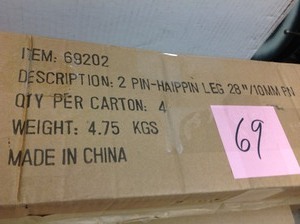 ITEM: 69202
DESCRIPTION: 2 PIN-HAIPPIN LEG 28"/10MM PIN
QTY PER CARTON: 4
WEIGHT: 4.75 KGS
MADE IN CHINA
69